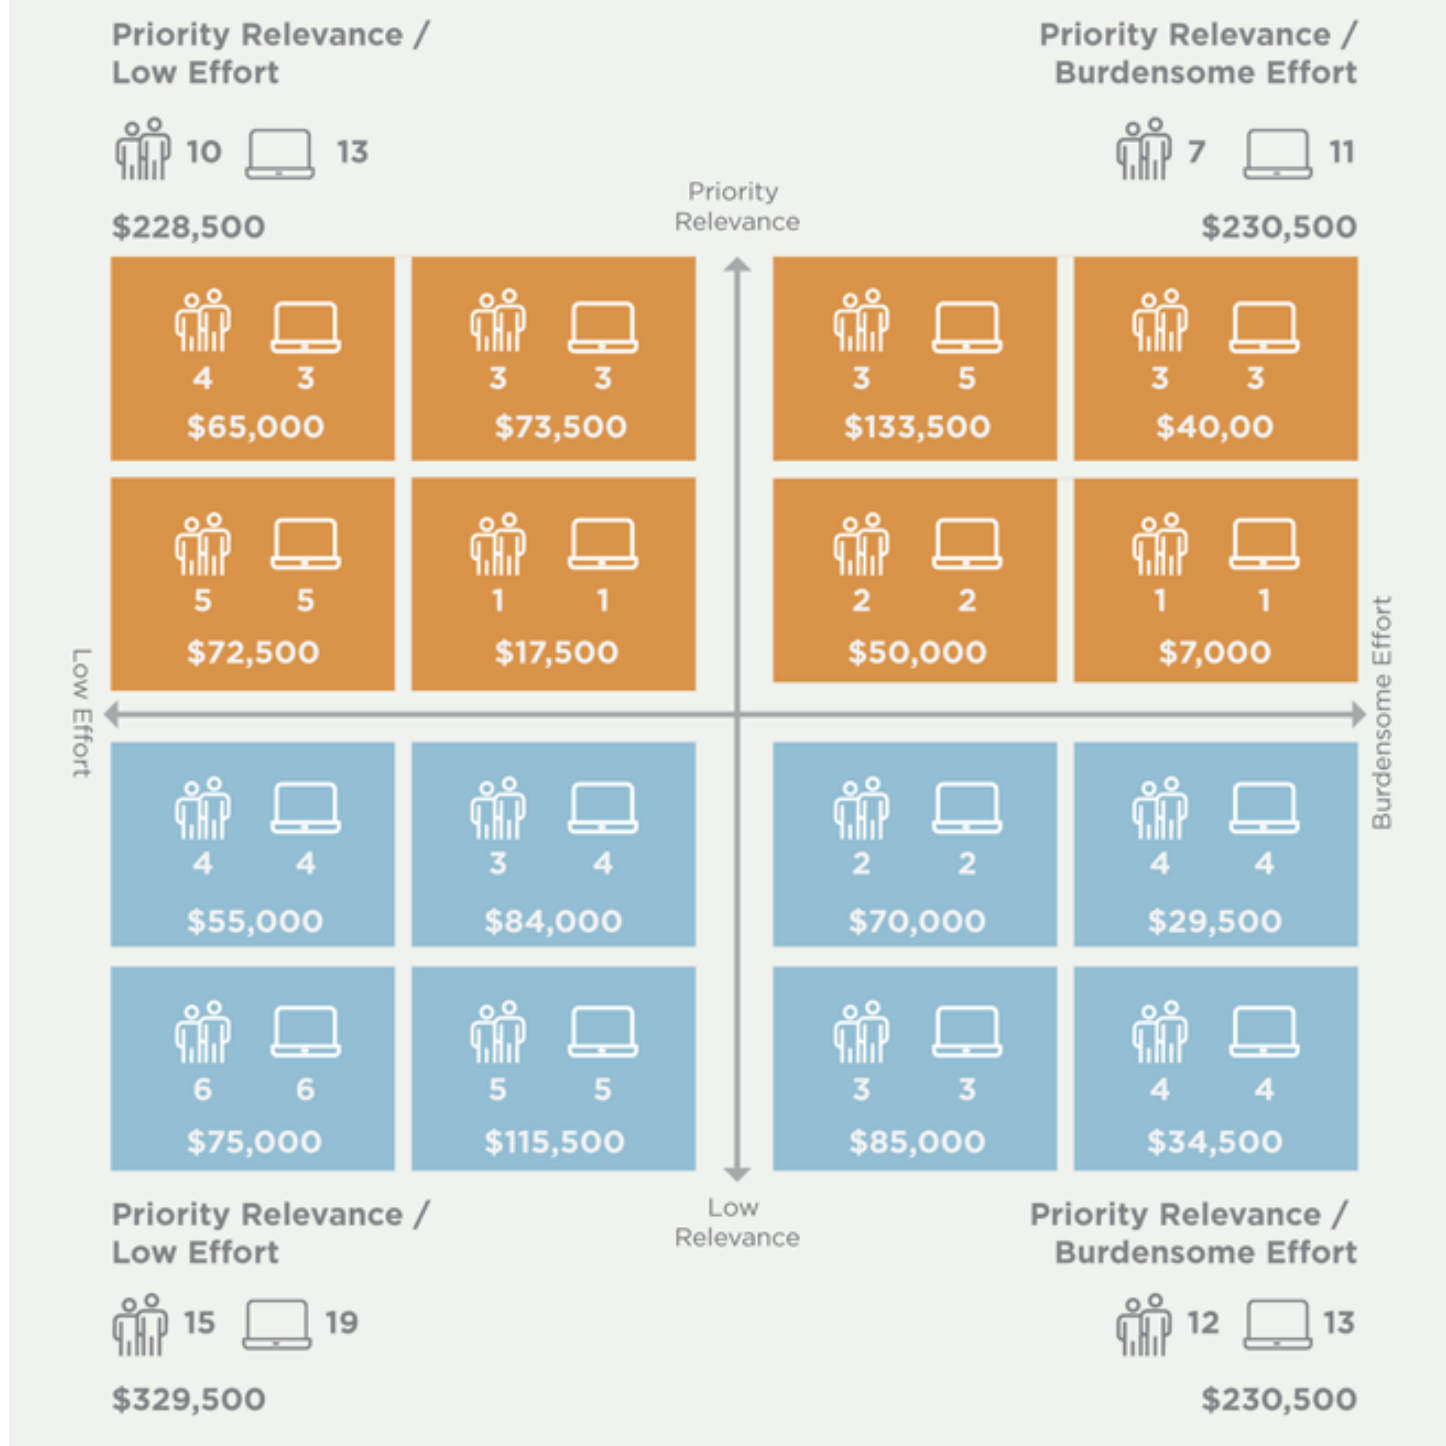 Priority Relevance /
Low Effort
10 13
$228,500
Priority Relevance /
Burdensome Effort
7 11
$230,500
Priority
Relevance
4 3
$65,000
3 3
$73,500
3 5
$133,500
3 3
$40,00
5 5
$72,500
1 1
$17,500
2 2
$50,000
1 1
$7,000
Low Effort
Burdensome Effort
4 4
$55,000
3 4
$84,000
2 2
$70,000
4 4
$29,500
6 6
$75,000
5 5
$115,500
3 3
$85,000
4 4
$34,500
Low
Relevance
Priority Relevance /
Low Effort
15 19
$329,500
Priority Relevance /
Burdensome Effort
12 13
$230,500